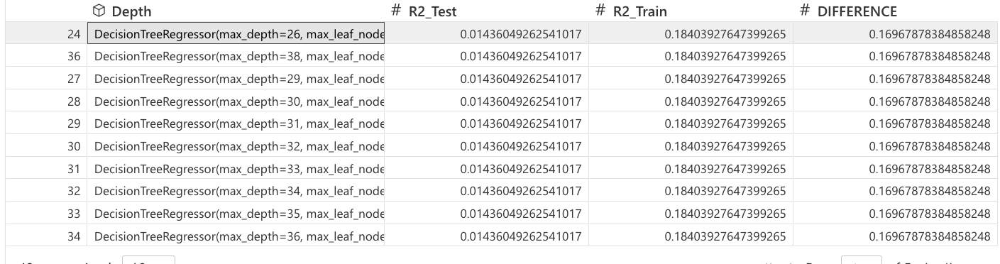 Depth # R2_Test # R2_Train # DIFFERENCE
24 DecisionTreeRegressor(max_depth=26, max_leaf_node 0.01436049262541017 0.18403927647399265 0.16967878384858248
36 DecisionTreeRegressor(max_depth=38, max_leaf_node 0.01436049262541017 0.18403927647399265 0.16967878384858248
27 DecisionTreeRegressor(max_depth=29, max_leaf_node 0.01436049262541017 0.18403927647399265 0.16967878384858248
28 DecisionTreeRegressor(max_depth=30, max_leaf_node 0.01436049262541017 0.18403927647399265 0.16967878384858248
29 DecisionTreeRegressor(max_depth=31, max_leaf_node 0.01436049262541017 0.18403927647399265 0.16967878384858248
30 DecisionTreeRegressor(max_depth=32, max_leaf_node 0.01436049262541017 0.18403927647399265 0.16967878384858248
31 DecisionTreeRegressor(max_depth=33, max_leaf_node 0.01436049262541017 0.18403927647399265 0.16967878384858248
32 DecisionTreeRegressor(max_depth=34, max_leaf_node 0.01436049262541017 0.18403927647399265 0.16967878384858248
33 DecisionTreeRegressor(max_depth=35, max_leaf_node 0.01436049262541017 0.18403927647399265 0.16967878384858248
34 DecisionTreeRegressor(max_depth=36, max_leaf_node 0.01436049262541017 0.18403927647399265 0.16967878384858248